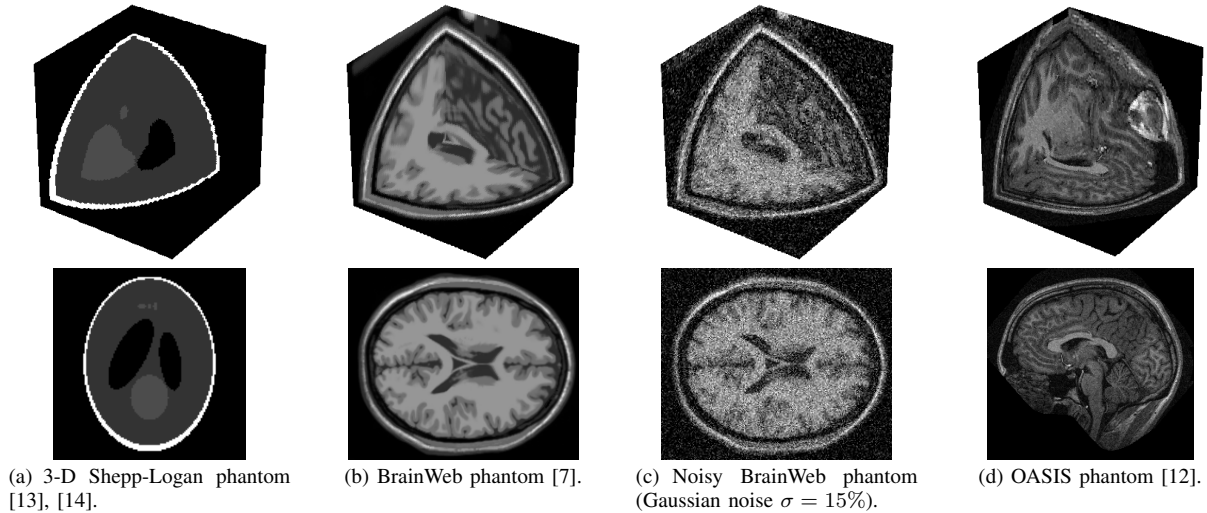 (a) 3-D Shepp-Logan phantom
[13], [14].
(b) BrainWeb phantom [7].
(c) Noisy BrainWeb phantom
(Gaussian noise σ = 15%).
(d) OASIS phantom [12].